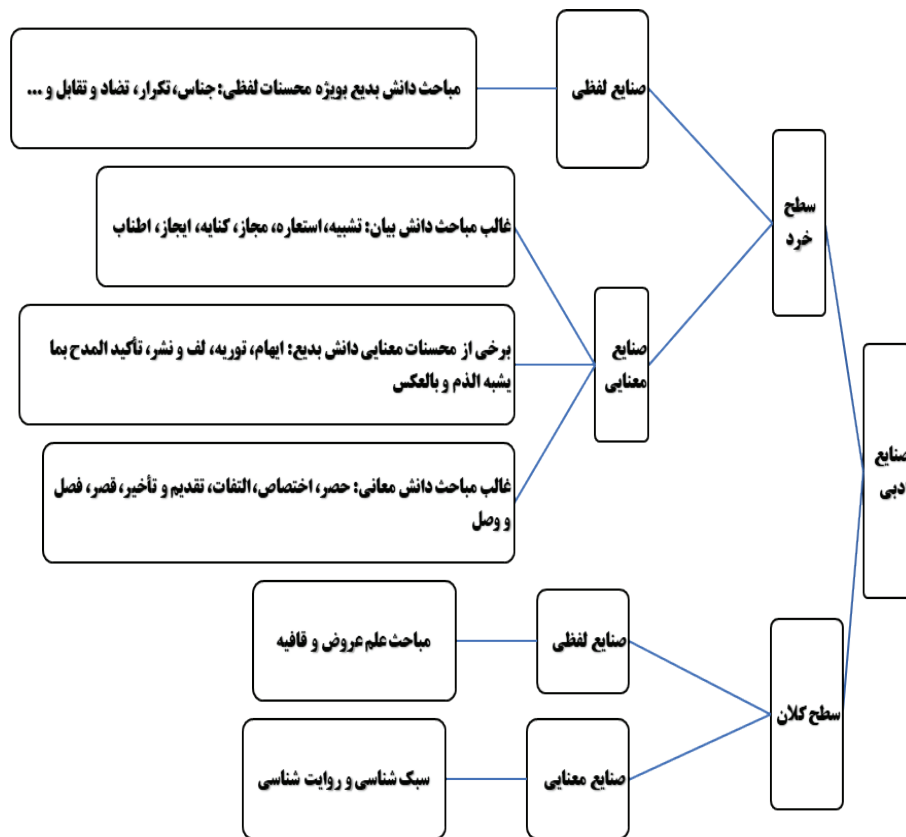 صنایع
ادبی
سطح
خرد
صنایع لفظی
مباحث دانش بدیع بویژه محسنات لفظی: جناس، تکرار، تضاد و تقابل و ...
صنایع
معنایی
غالب مباحث دانش بیان: تشبیه، استعاره، مجاز، کنایه، ایجاز، اطناب
برخی از محسنات معنایی دانش بدیع: ایهام، توریه، لف و نشر، تأکید المدح بما
یشبه الذم و بالعکس
غالب مباحث دانش معانی: حصر، اختصاص، التفات، تقدیم و تأخیر، قصر، فصل
و وصل
سطح کلان
صنایع لفظی
مباحث علم عروض و قافیه
صنایع معنایی
سبک شناسی و روایت شناسی